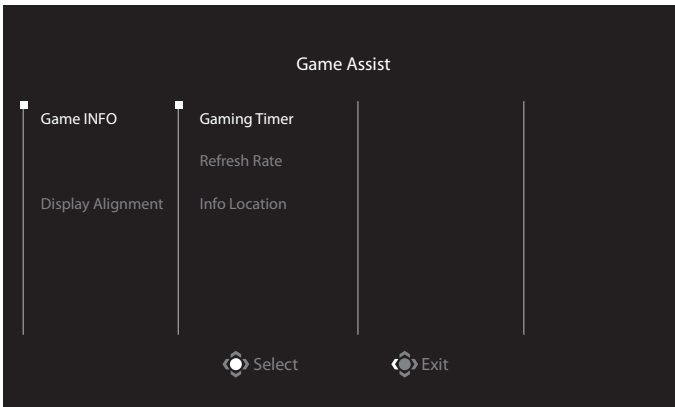 Game Assist
Game INFO
Display Alignment
Gaming Timer
Refresh Rate
Info Location
Select
Exit